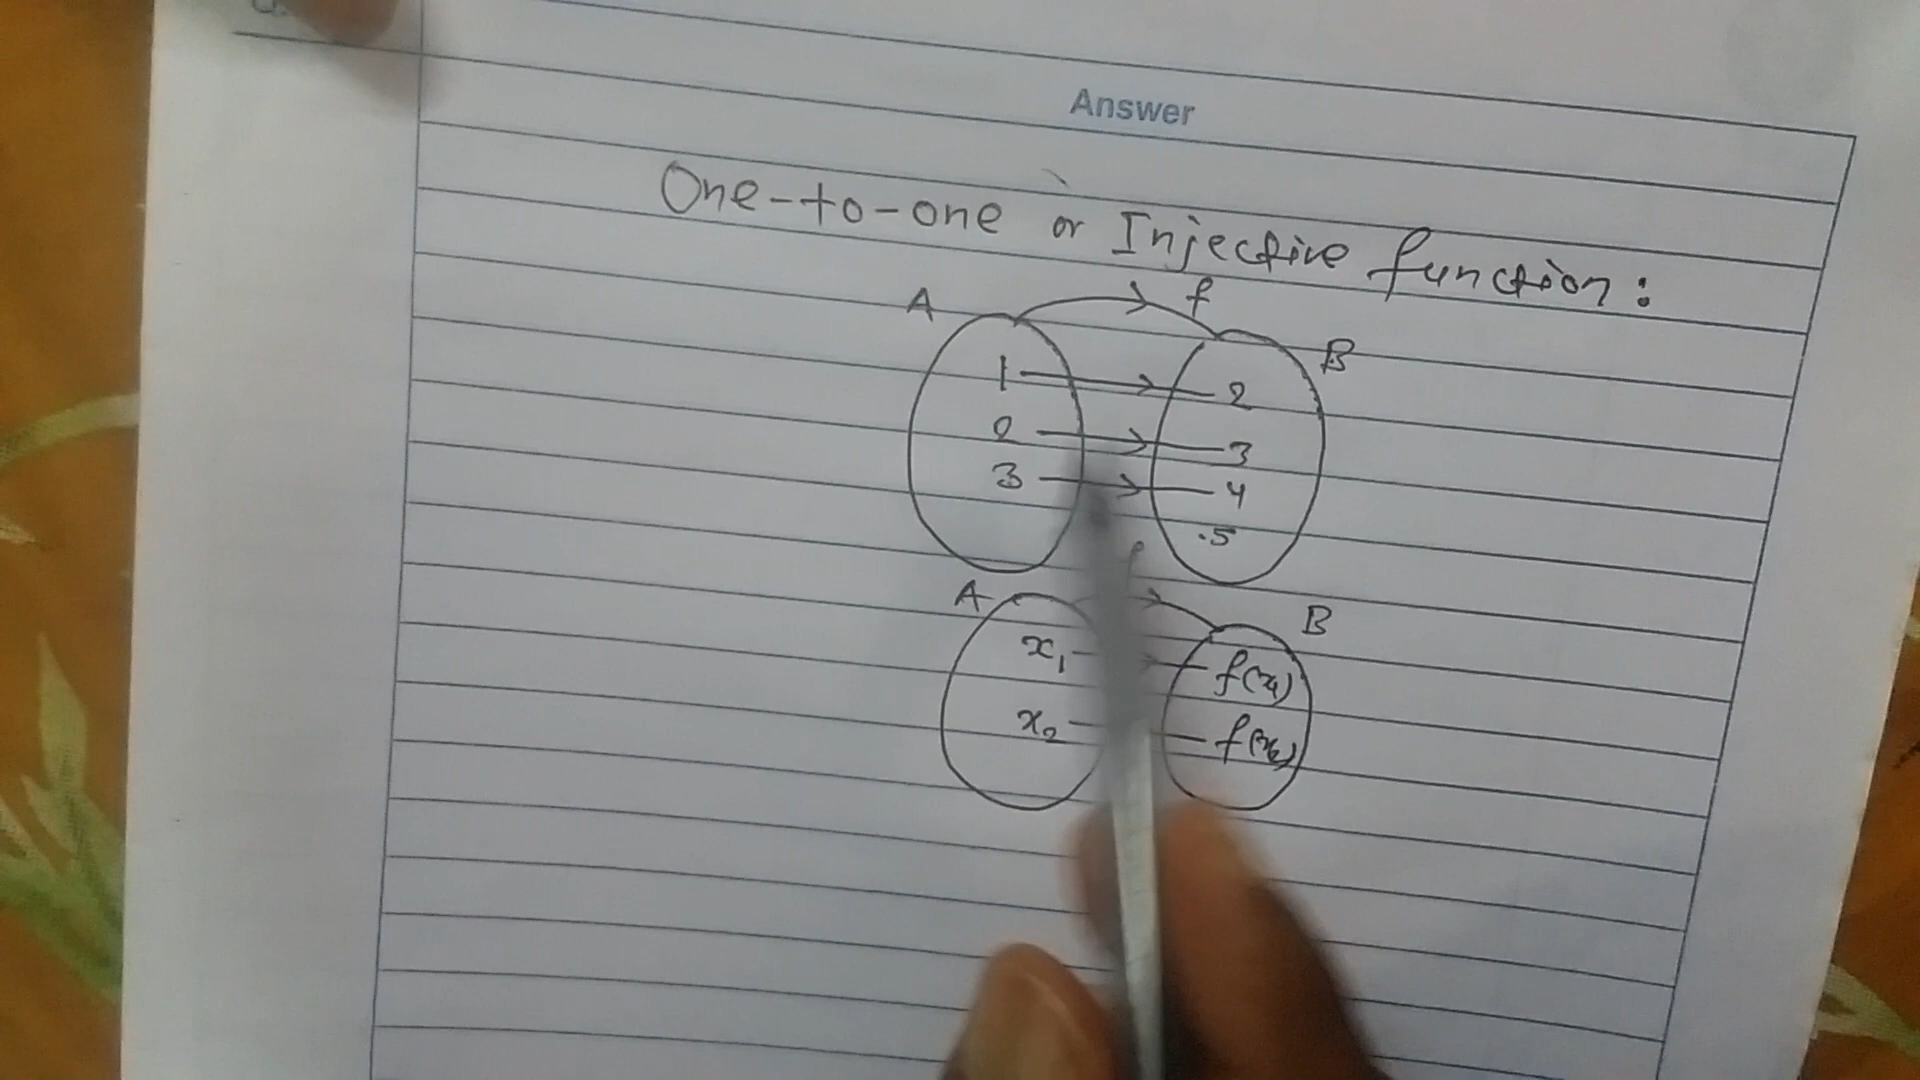 Answer
One-to-one or Injective function:
A f B
1 2
2 3
3 4
.5
A f B
x₁ f(x₁)
x₂ f(x₂)